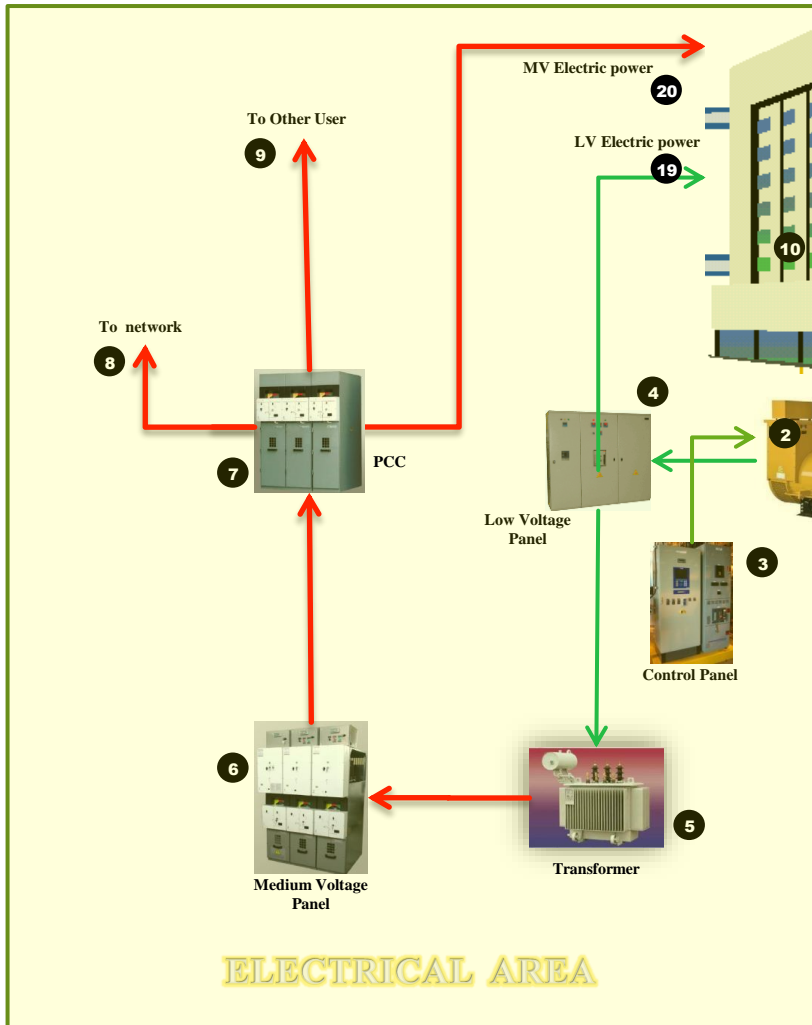 MV Electric power
20
To Other User
9
LV Electric power
19
10
To network
8
4
2
7
PCC
Low Voltage
Panel
3
Control Panel
6
5
Transformer
Medium Voltage
Panel
ELECTRICAL AREA